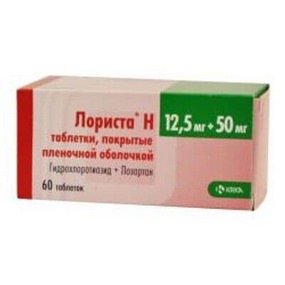 Лориста® Н
12,5 мг + 50 мг
таблетки, покрытые
пленочной оболочкой
Гидрохлоротиазид + Лозартан
60 таблеток
KRKA